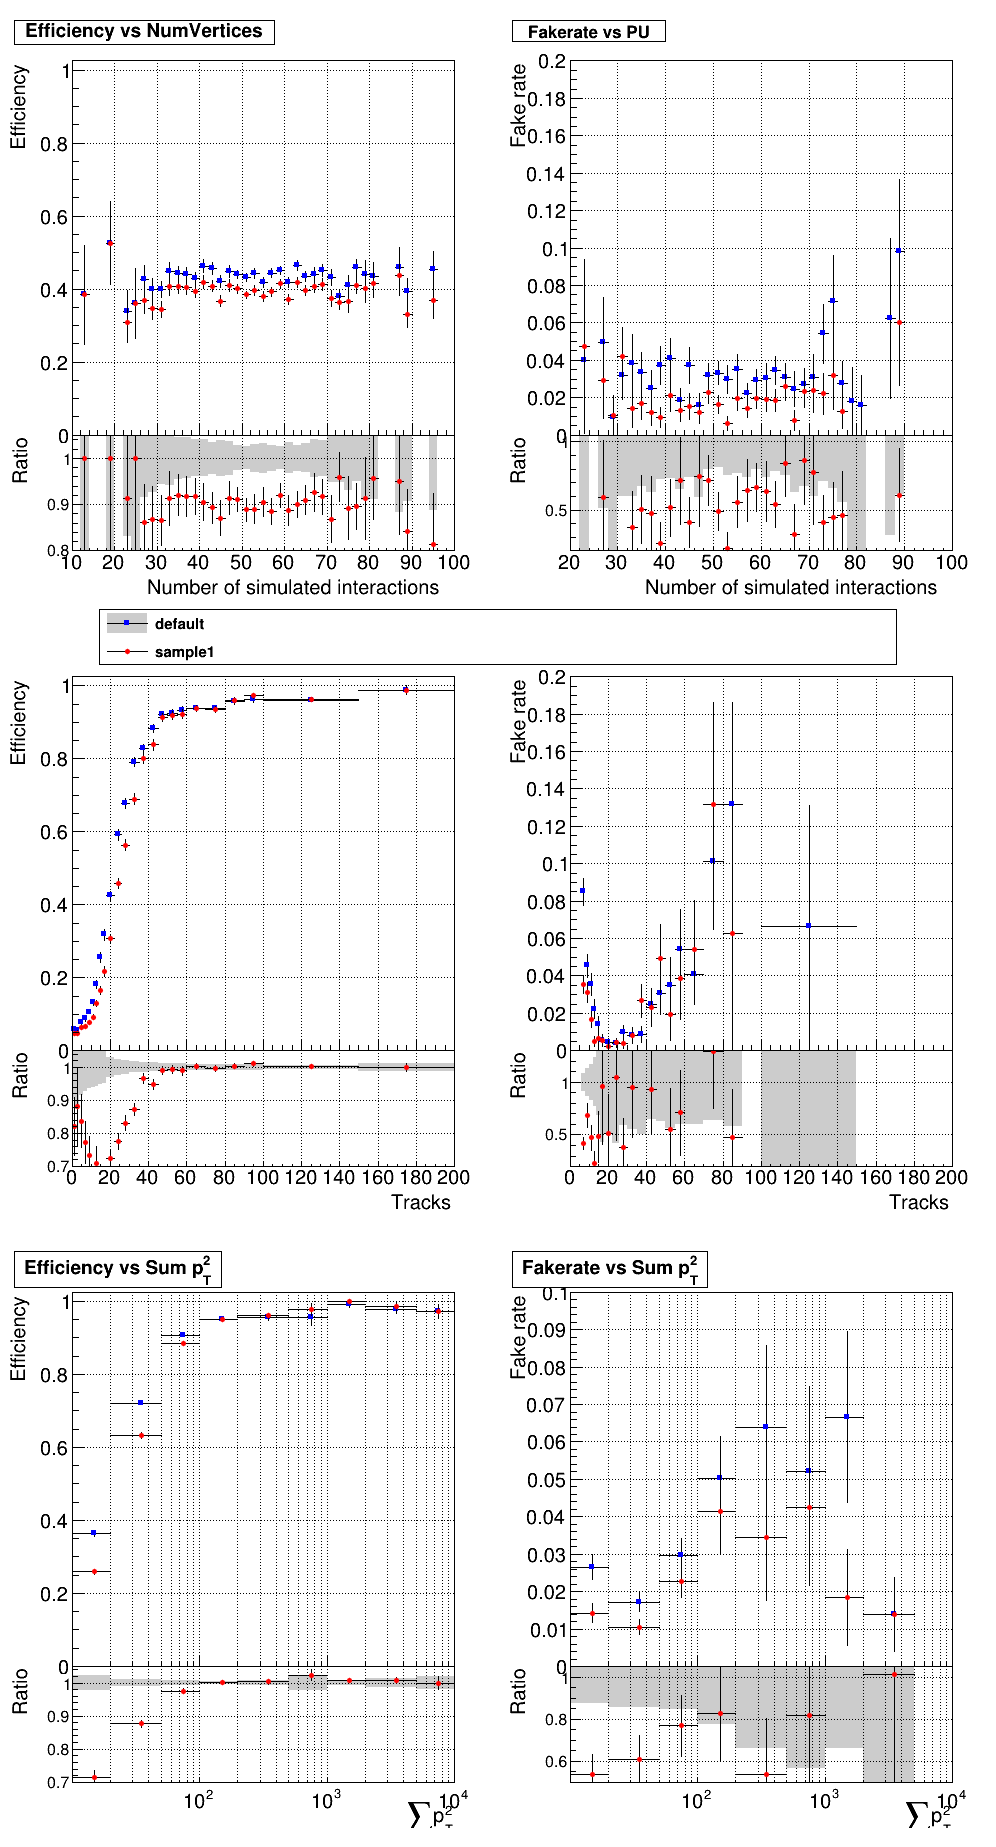 Efficiency vs NumVertices
Fakerate vs PU
Efficiency
1
0.8
0.6
0.4
0.2
0
Ratio
1
0.9
0.8
10 20 30 40 50 60 70 80 90 100
Number of simulated interactions
Fake rate
0.2
0.18
0.16
0.14
0.12
0.1
0.08
0.06
0.04
0.02
0
Ratio
1
0.5
20 30 40 50 60 70 80 90 100
Number of simulated interactions
default
sample1
Efficiency
1
0.8
0.6
0.4
0.2
0
Ratio
1
0.9
0.8
0.7
0 20 40 60 80 100 120 140 160 180 200
Tracks
Fake rate
0.2
0.18
0.16
0.14
0.12
0.1
0.08
0.06
0.04
0.02
0
Ratio
1
0.5
0 20 40 60 80 100 120 140 160 180 200
Tracks
Efficiency vs Sum p_T^2
Fakerate vs Sum p_T^2
Efficiency
1
0.8
0.6
0.4
0.2
0
Ratio
1
0.9
0.8
0.7
10^2 10^3 10^4
∑ p_T^2
Fake rate
0.1
0.09
0.08
0.07
0.06
0.05
0.04
0.03
0.02
0.01
0
Ratio
1
0.8
0.6
10^2 10^3 10^4
∑ p_T^2